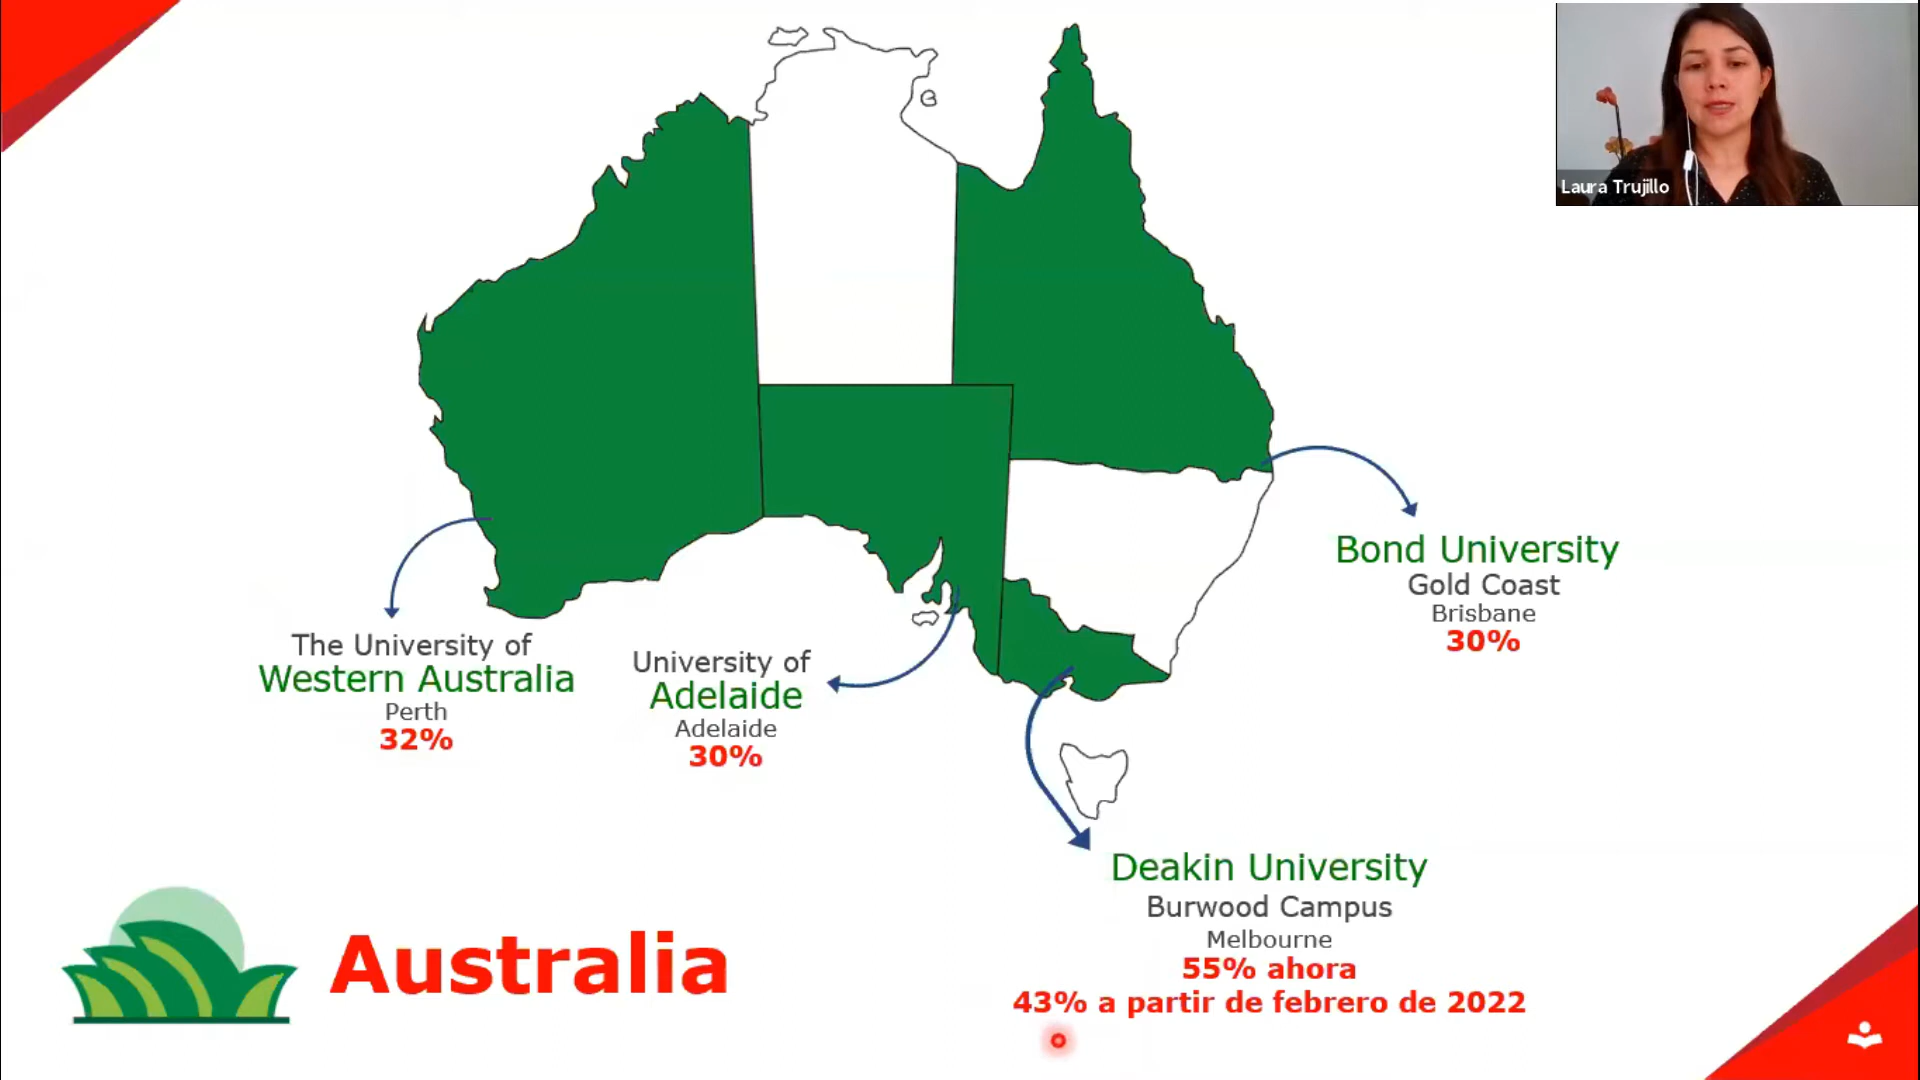 Laura Trujillo
Bond University
Gold Coast
Brisbane
30%
The University of
Western Australia
Perth
32%
University of
Adelaide
Adelaide
30%
Deakin University
Burwood Campus
Melbourne
55% ahora
43% a partir de febrero de 2022
Australia